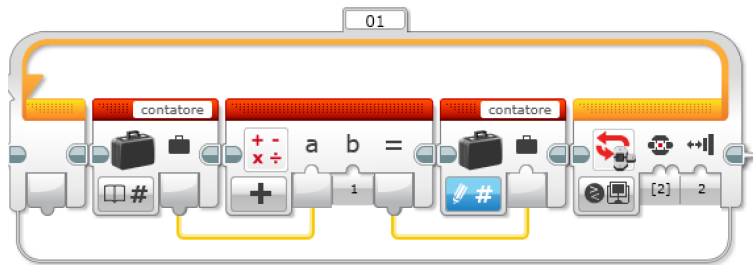 01
contatore
contatore
+ -
x ÷
a b =
#
+
1
#
[2] 2